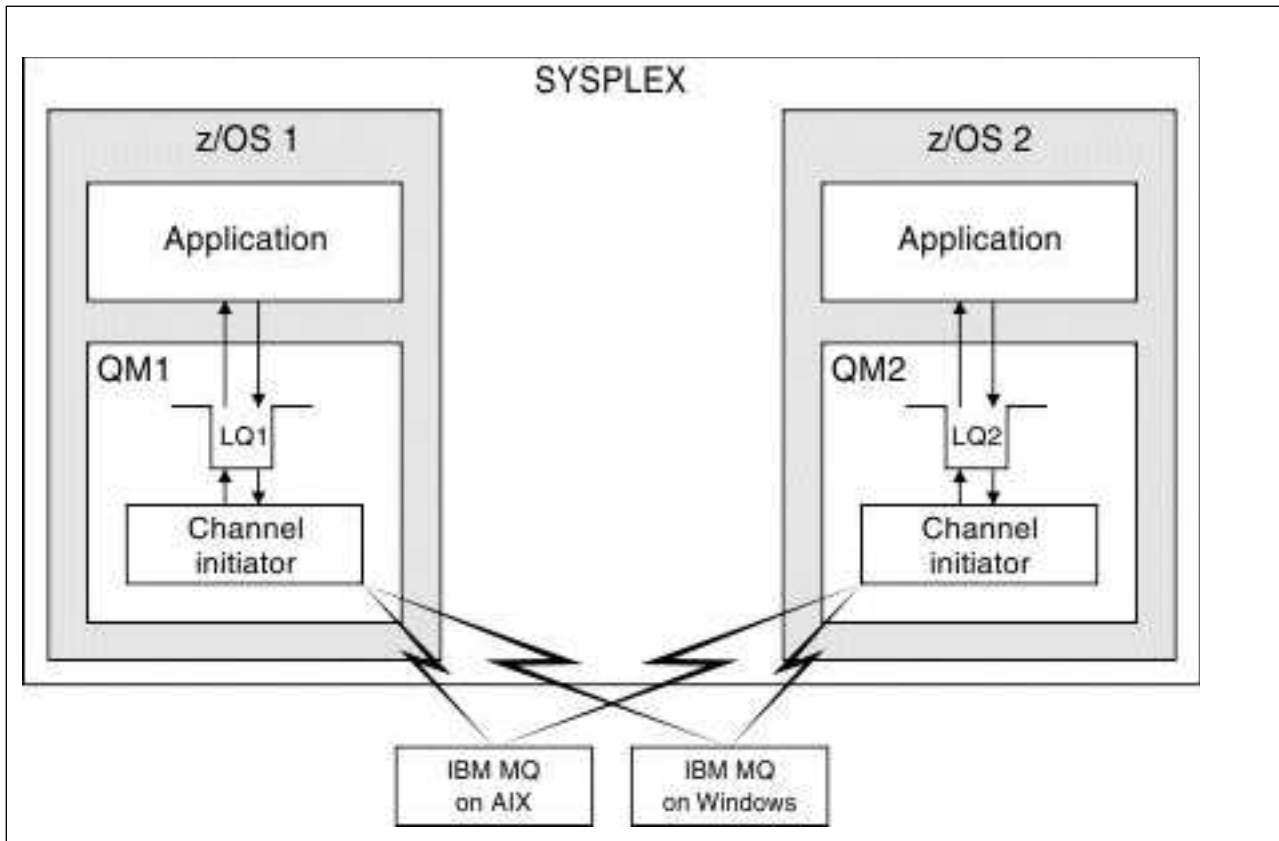 SYSPLEX
z/OS 1
Application
QM1
LQ1
Channel
initiator
z/OS 2
Application
QM2
LQ2
Channel
initiator
IBM MQ
on AIX
IBM MQ
on Windows